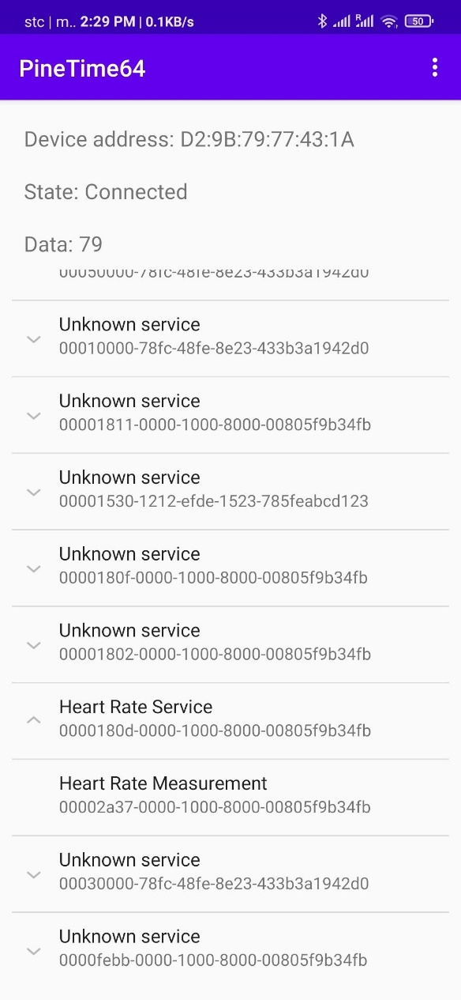 stc | m.. 2:29 PM | 0.1KB/s
R
50
PineTime64
Device address: D2:9B:79:77:43:1A
State: Connected
Data: 79
00050000-78fc-48fe-8e23-433b3a1942d0
Unknown service
00010000-78fc-48fe-8e23-433b3a1942d0
Unknown service
00001811-0000-1000-8000-00805f9b34fb
Unknown service
00001530-1212-efde-1523-785feabcd123
Unknown service
0000180f-0000-1000-8000-00805f9b34fb
Unknown service
00001802-0000-1000-8000-00805f9b34fb
Heart Rate Service
0000180d-0000-1000-8000-00805f9b34fb
Heart Rate Measurement
00002a37-0000-1000-8000-00805f9b34fb
Unknown service
00030000-78fc-48fe-8e23-433b3a1942d0
Unknown service
0000febb-0000-1000-8000-00805f9b34fb